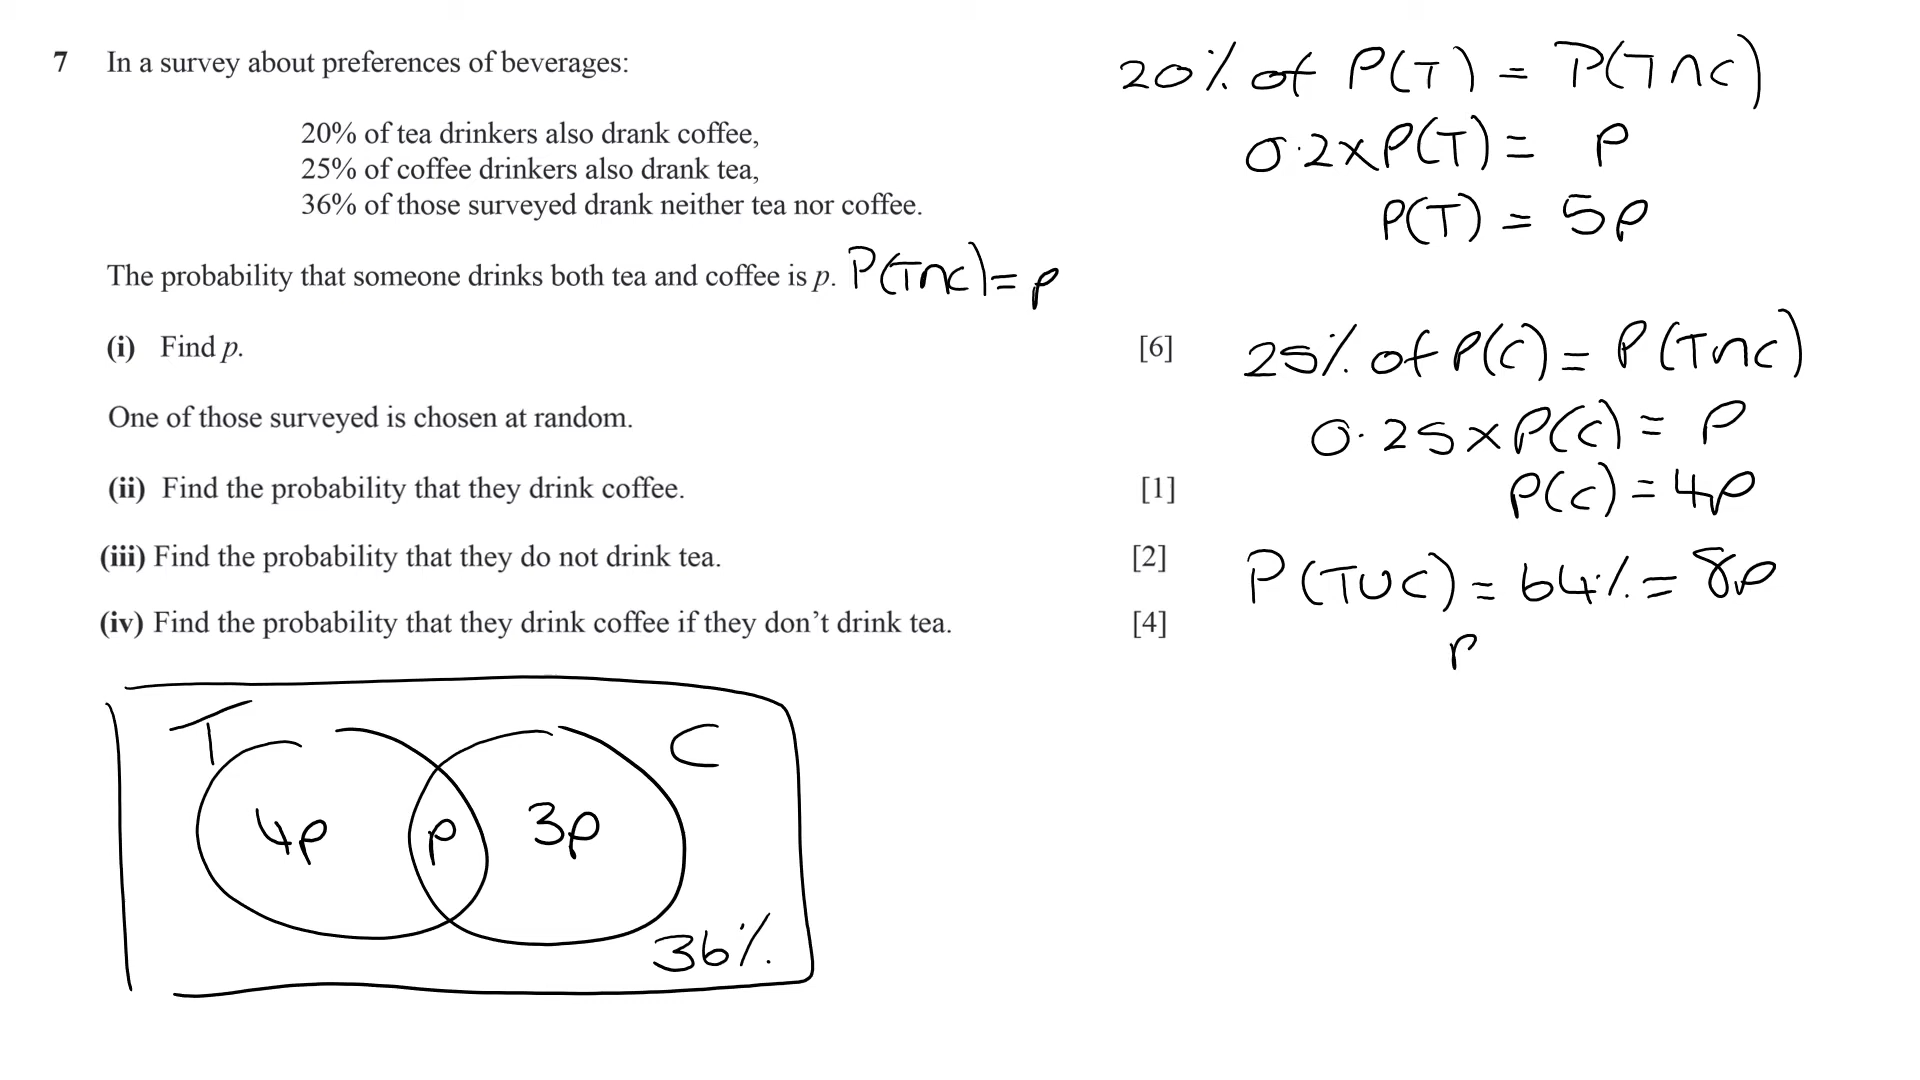 7 In a survey about preferences of beverages:
20% of tea drinkers also drank coffee,
25% of coffee drinkers also drank tea,
36% of those surveyed drank neither tea nor coffee.
The probability that someone drinks both tea and coffee is p. P(T∩C) = p
(i) Find p. [6]
One of those surveyed is chosen at random.
(ii) Find the probability that they drink coffee. [1]
(iii) Find the probability that they do not drink tea. [2]
(iv) Find the probability that they drink coffee if they don’t drink tea. [4]
20% of P(T) = P(T∩C)
0.2×P(T) = p
P(T) = 5p
25% of P(C) = P(T∩C)
0.25×P(C) = p
P(C) = 4p
P(T∪C) = 64% = 8p
p
T C
4p p 3p
36%